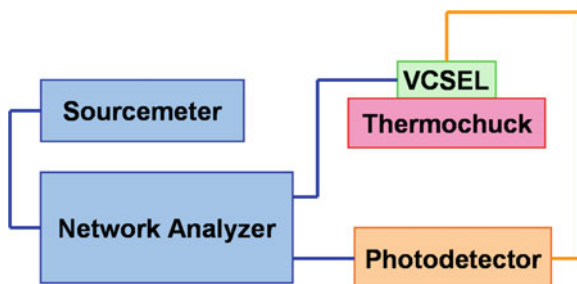 VCSEL
Sourcemeter
Thermochuck
Network Analyzer
Photodetector